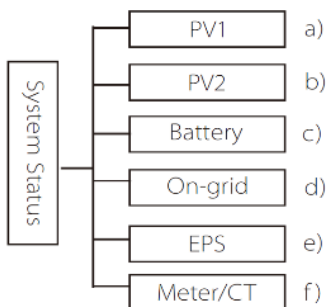 System Status
PV1 a)
PV2 b)
Battery c)
On-grid d)
EPS e)
Meter/CT f)